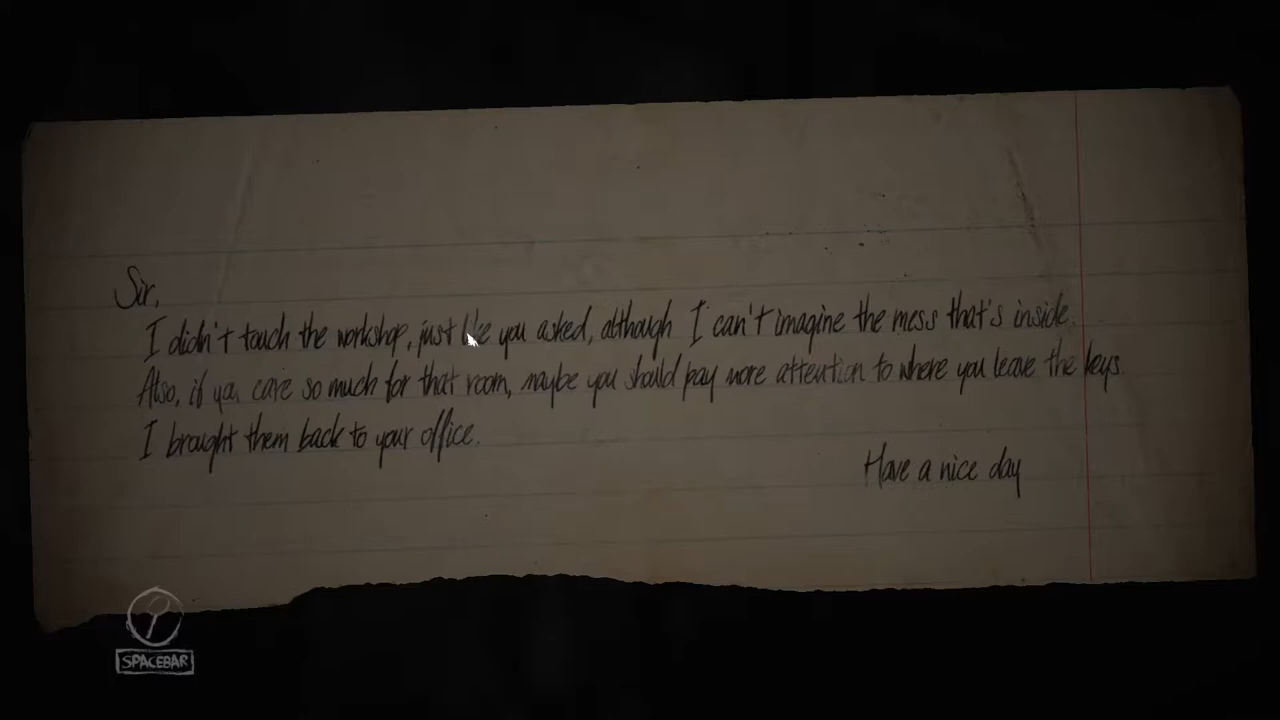 Sir,
I didn't touch the workshop, just like you asked, although I can't imagine the mess that's inside.
Also, if you care so much for that room, maybe you should pay more attention to where you leave the keys.
I brought them back to your office.
Have a nice day
SPACEBAR